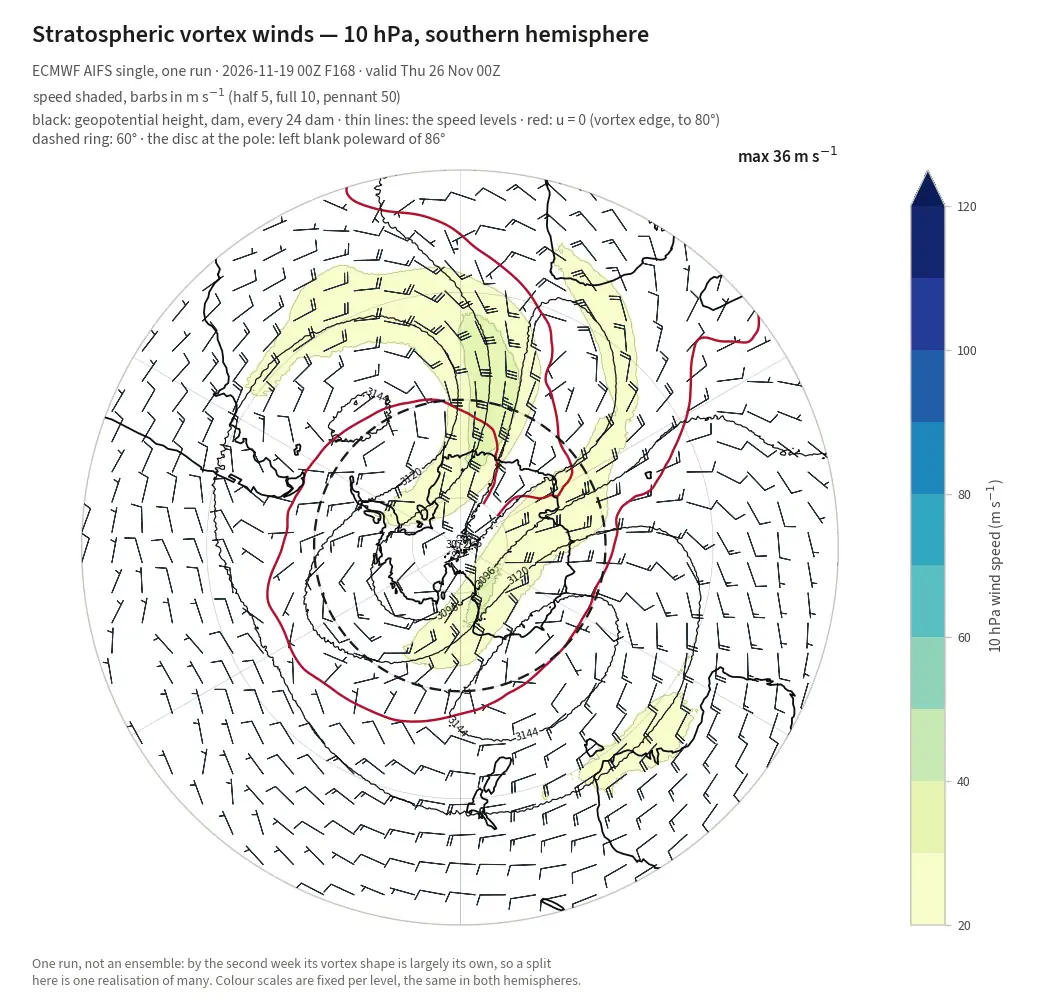 Stratospheric vortex winds — 10 hPa, southern hemisphere
ECMWF AIFS single, one run · 2026-11-19 00Z F168 · valid Thu 26 Nov 00Z
speed shaded, barbs in m s⁻¹ (half 5, full 10, pennant 50)
black: geopotential height, dam, every 24 dam · thin lines: the speed levels · red: u = 0 (vortex edge, to 80°)
dashed ring: 60° · the disc at the pole: left blank poleward of 86°
max 36 m s⁻¹
120
100
80
60
40
20
10 hPa wind speed (m s⁻¹)
3144
3120
3096
3120
3096
3144
3144
One run, not an ensemble: by the second week its vortex shape is largely its own, so a split
here is one realisation of many. Colour scales are fixed per level, the same in both hemispheres.